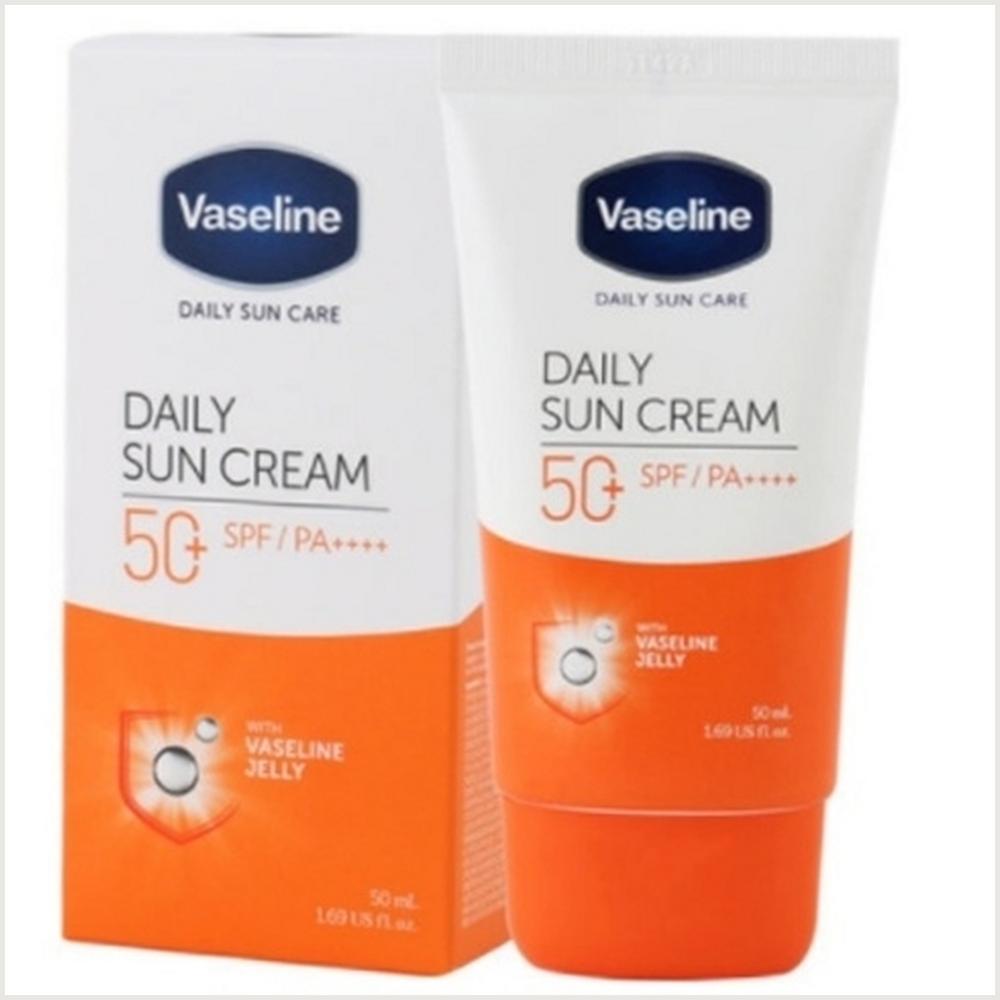 Vaseline
DAILY SUN CARE
DAILY
SUN CREAM
50+ SPF / PA++++
WITH
VASELINE
JELLY
50 mL
1.69 US fl. oz.
Vaseline
DAILY SUN CARE
DAILY
SUN CREAM
50+ SPF / PA++++
WITH
VASELINE
JELLY
50 mL
1.69 US fl. oz.